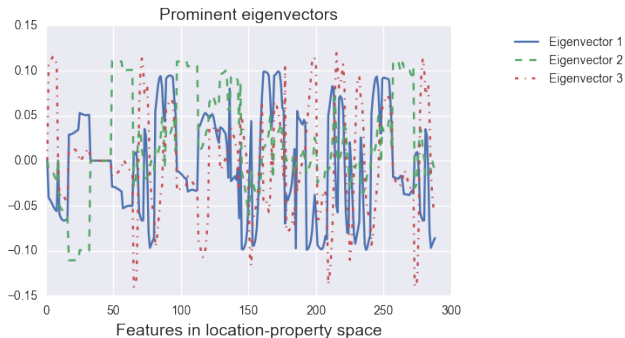 Prominent eigenvectors
0.15
0.10
0.05
0.00
−0.05
−0.10
−0.15
0 50 100 150 200 250 300
Features in location-property space
Eigenvector 1
Eigenvector 2
Eigenvector 3